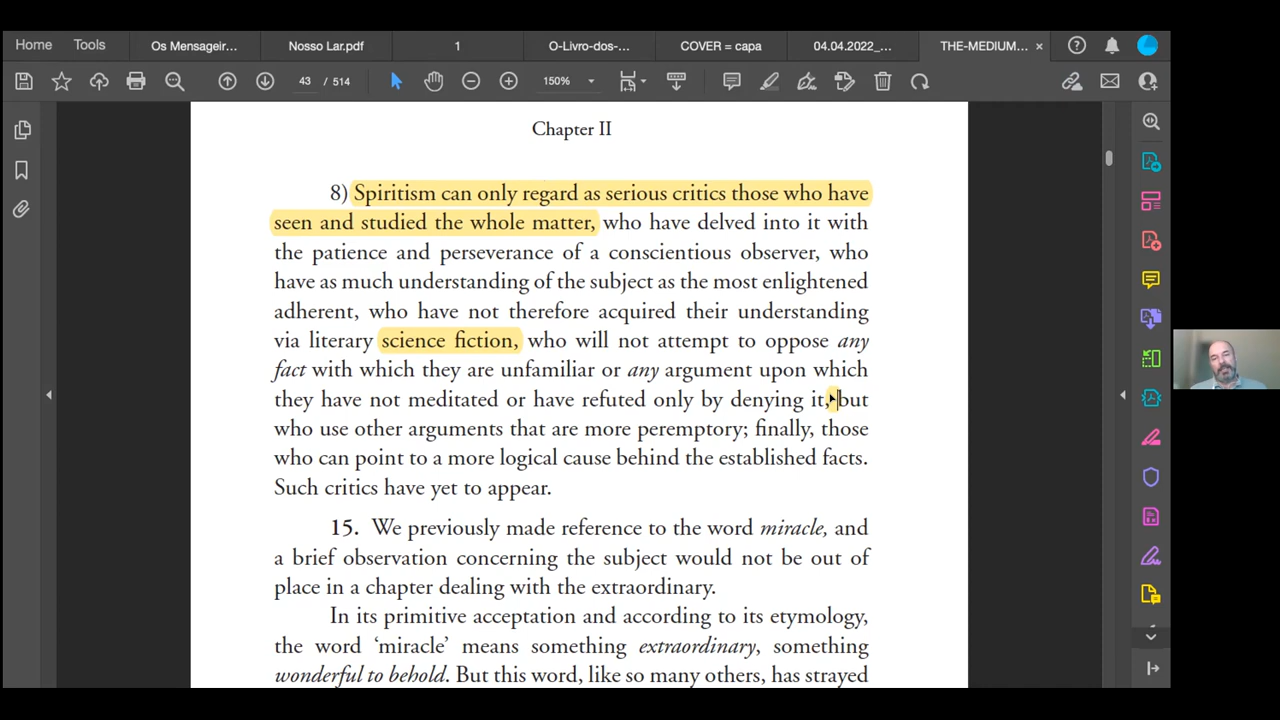 Home Tools Os Mensageir... Nosso Lar.pdf 1 O-Livro-dos-... COVER = capa 04.04.2022_... THE-MEDIUM... ×
43 / 514 150%
Chapter II
8) Spiritism can only regard as serious critics those who have
seen and studied the whole matter, who have delved into it with
the patience and perseverance of a conscientious observer, who
have as much understanding of the subject as the most enlightened
adherent, who have not therefore acquired their understanding
via literary science fiction, who will not attempt to oppose any
fact with which they are unfamiliar or any argument upon which
they have not meditated or have refuted only by denying it, but
who use other arguments that are more peremptory; finally, those
who can point to a more logical cause behind the established facts.
Such critics have yet to appear.
15. We previously made reference to the word miracle, and
a brief observation concerning the subject would not be out of
place in a chapter dealing with the extraordinary.
In its primitive acceptation and according to its etymology,
the word ‘miracle’ means something extraordinary, something
wonderful to behold. But this word, like so many others, has strayed